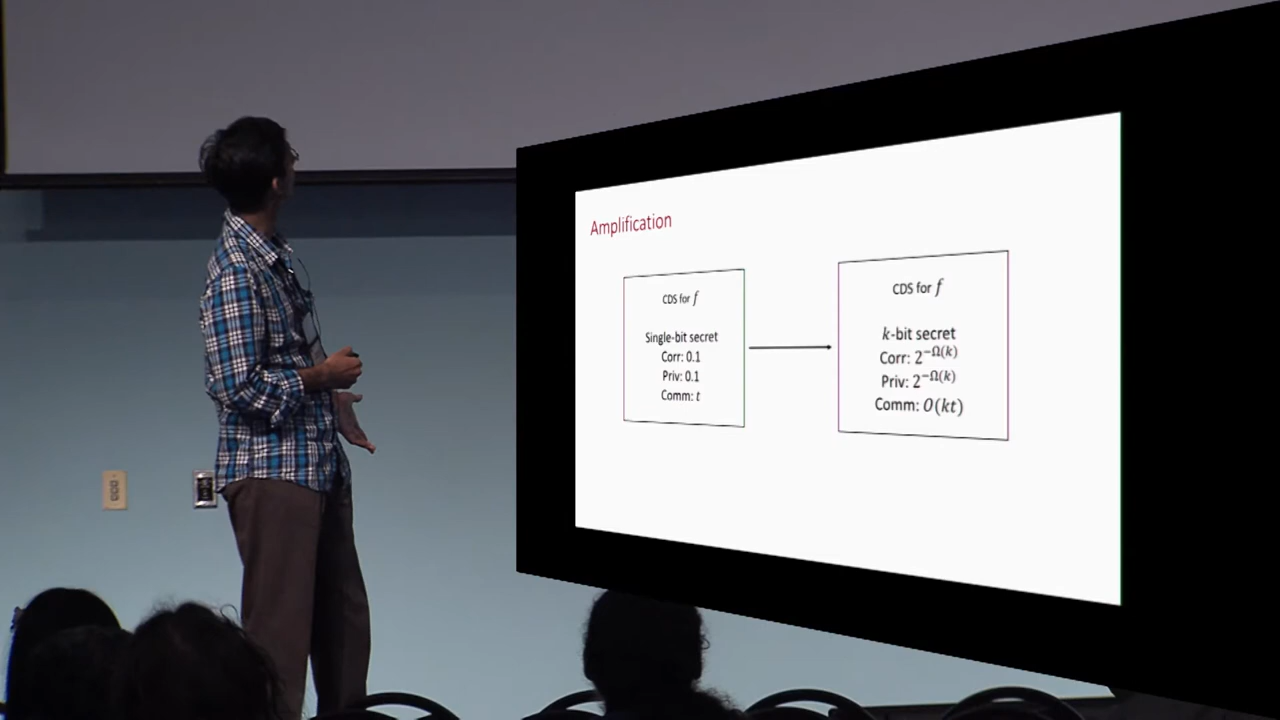 Amplification
CDS for f
Single-bit secret
Corr: 0.1
Priv: 0.1
Comm: t
CDS for f
k-bit secret
Corr: 2^{-Ω(k)}
Priv: 2^{-Ω(k)}
Comm: O(kt)